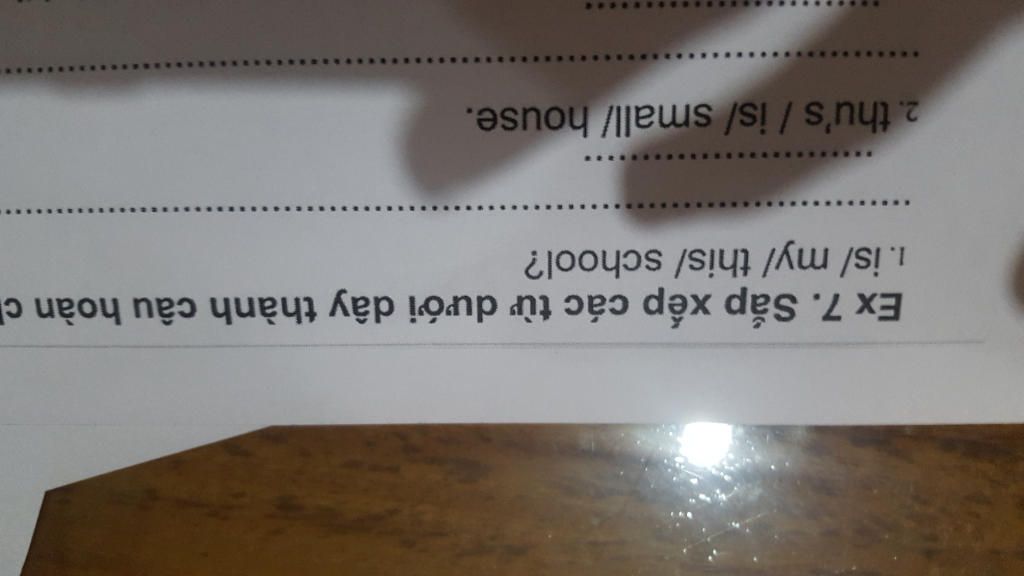 Ex 7. Sắp xếp các từ dưới dây thành câu hoàn
1. is/ my/ this/ school?
2. thu's / is/ small/ house.